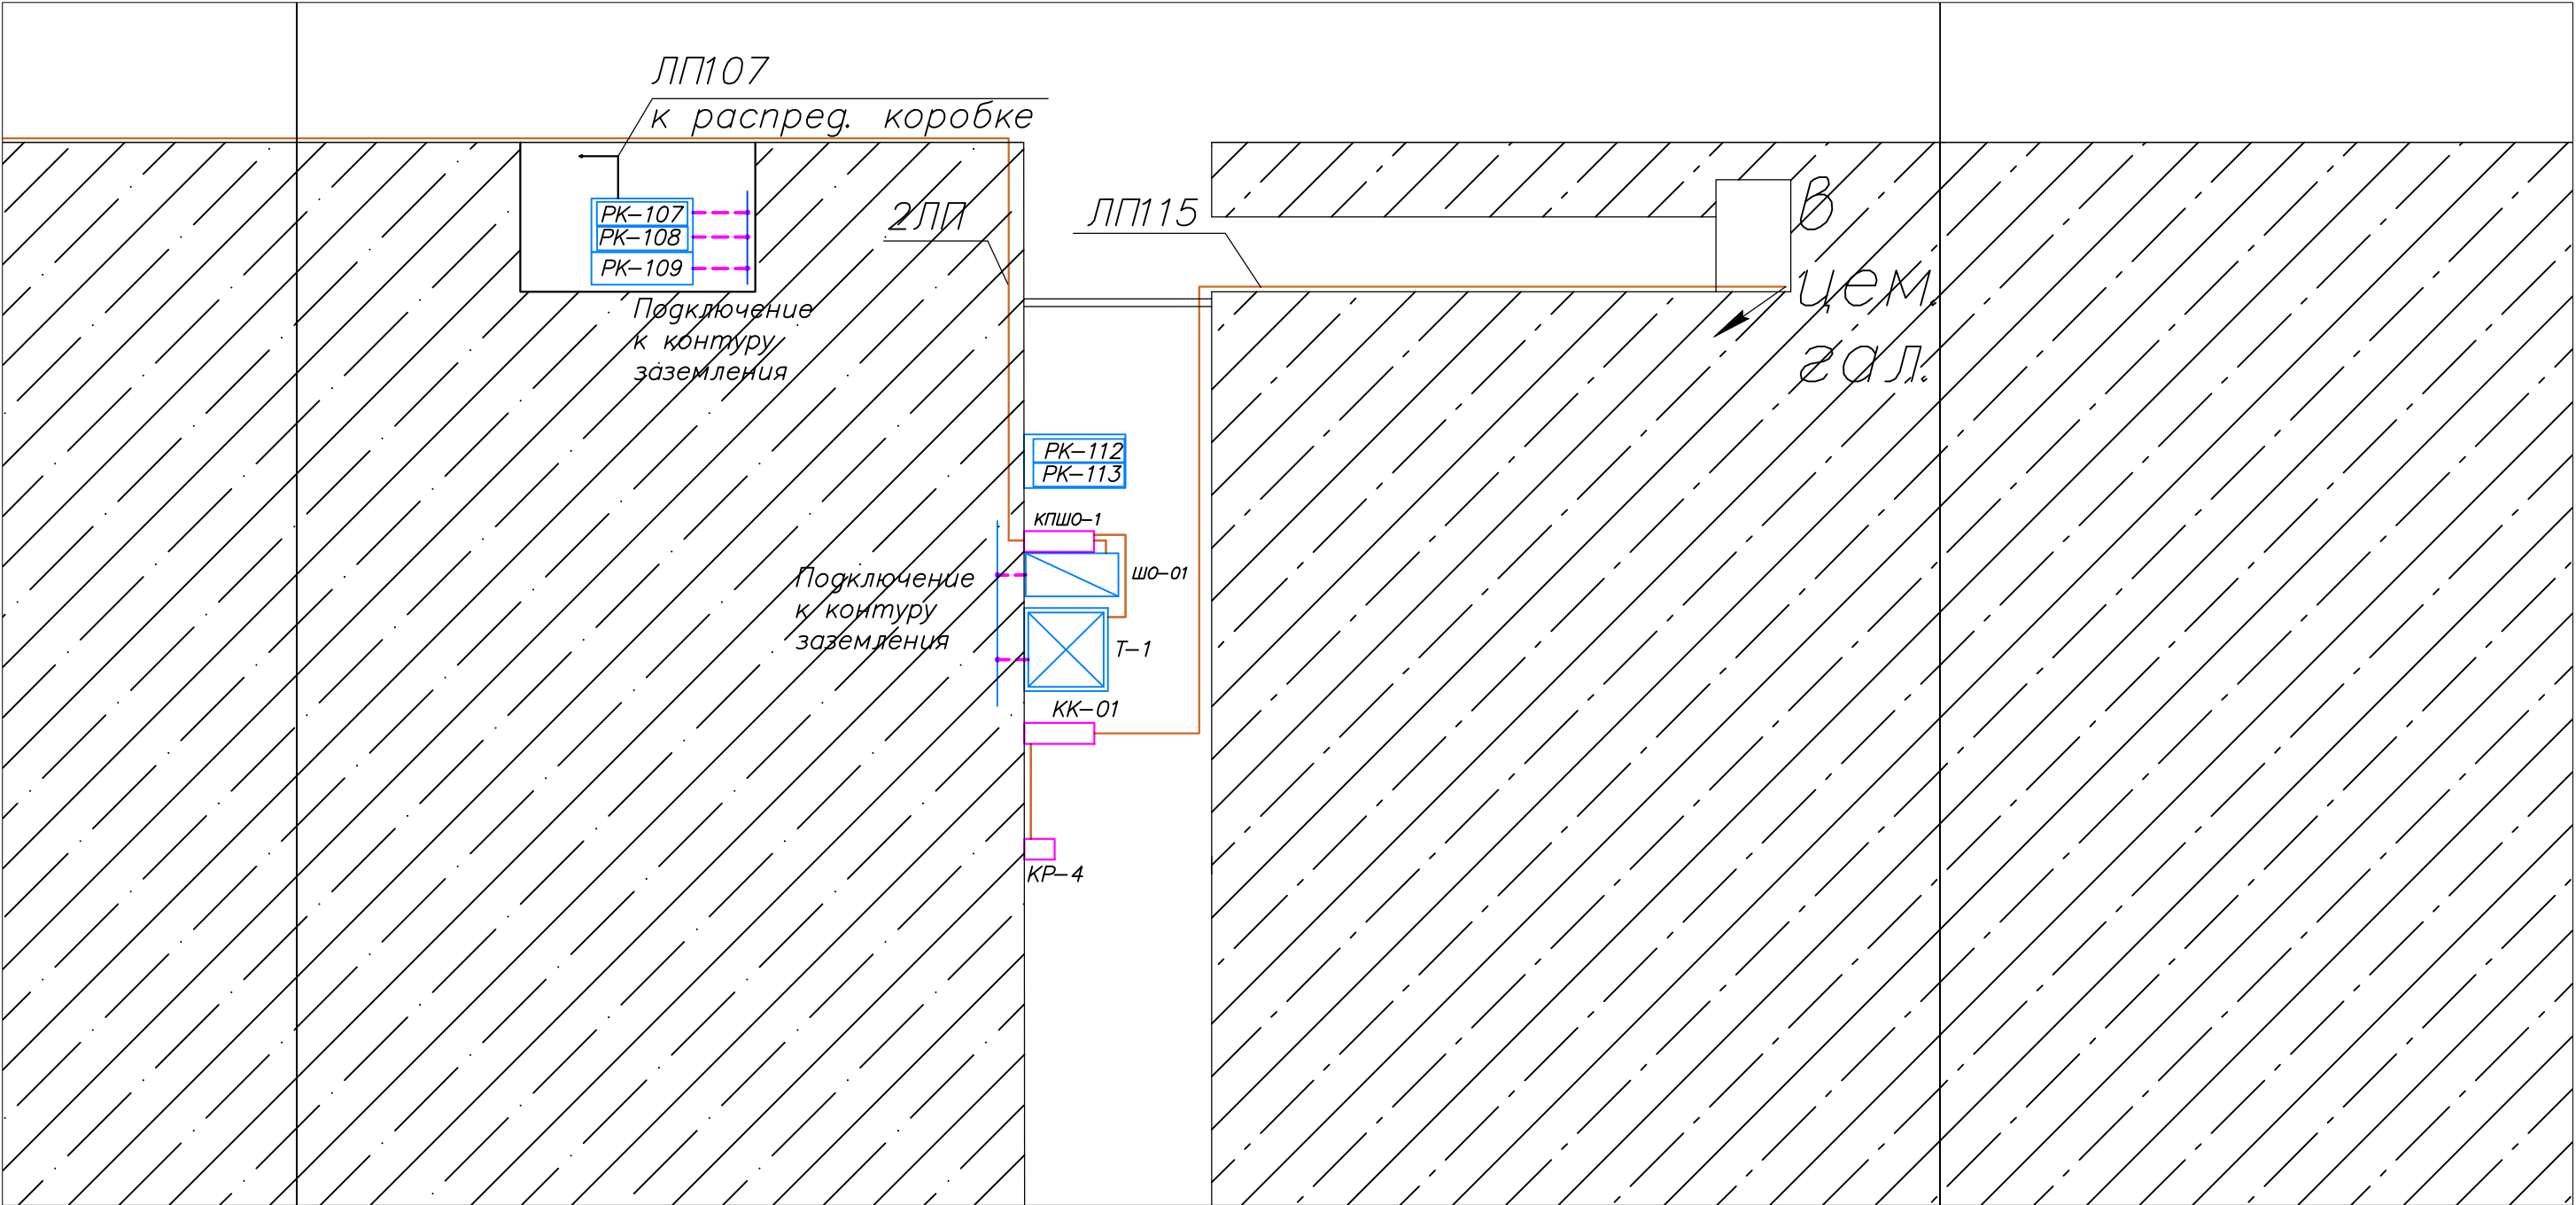 ЛП107
к распред. коробке
РК-107
РК-108
РК-109
Подключение
к контуру
заземления
2ЛП
ЛП115
В
цем.
гал.
РК-112
РК-113
КПШО-1
ШО-01
Подключение
к контуру
заземления
Т-1
КК-01
КР-4